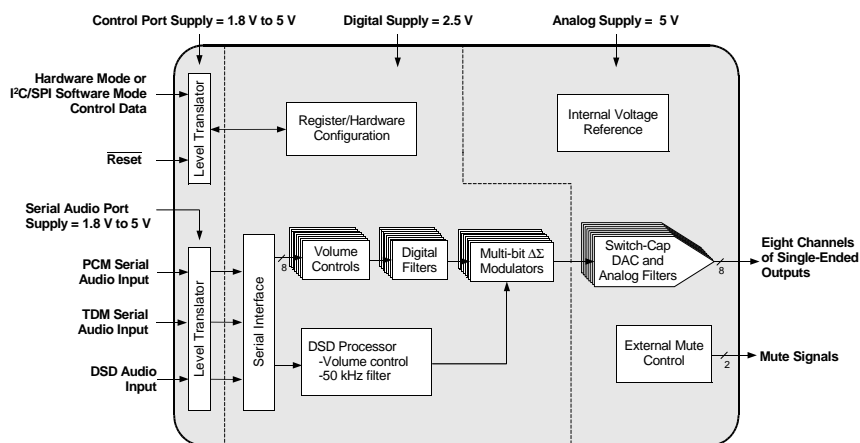 Control Port Supply = 1.8 V to 5 V
Digital Supply = 2.5 V
Analog Supply = 5 V
Hardware Mode or
I²C/SPI Software Mode
Control Data
Reset
Level Translator
Register/Hardware
Configuration
Internal Voltage
Reference
Serial Audio Port
Supply = 1.8 V to 5 V
PCM Serial
Audio Input
TDM Serial
Audio Input
DSD Audio
Input
Level Translator
Serial Interface
8
Volume
Controls
Digital
Filters
Multi-bit ΔΣ
Modulators
Switch-Cap
DAC and
Analog Filters
8
Eight Channels
of Single-Ended
Outputs
DSD Processor
-Volume control
-50 kHz filter
External Mute
Control
2
Mute Signals